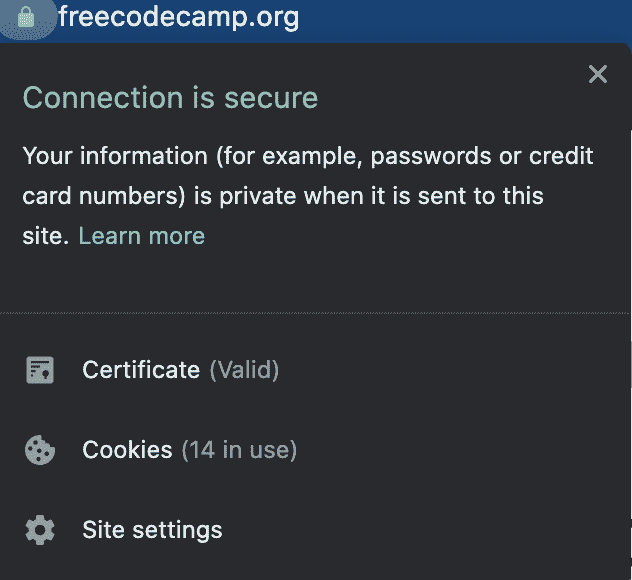 freecodecamp.org
Connection is secure
Your information (for example, passwords or credit
card numbers) is private when it is sent to this
site. Learn more
Certificate (Valid)
Cookies (14 in use)
Site settings